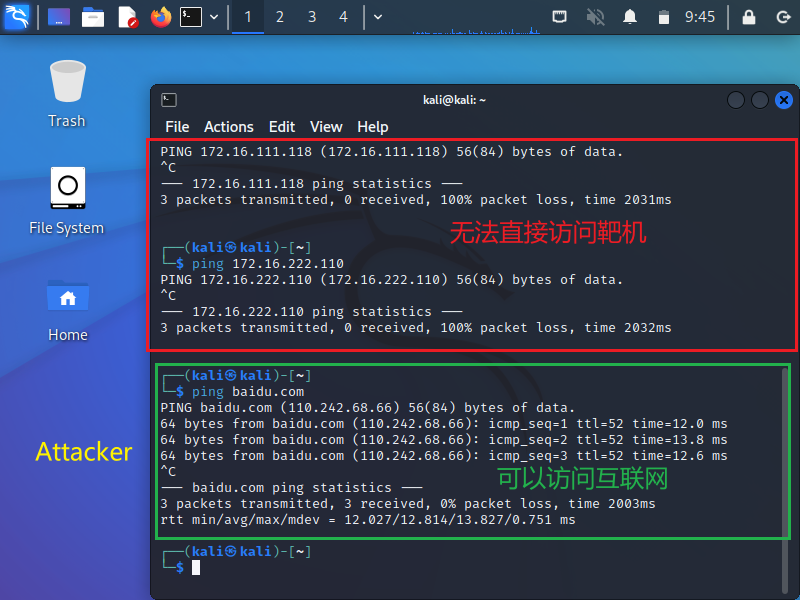 1
2
3
4
9:45
Trash
File System
Home
Attacker
kali@kali: ~
File Actions Edit View Help
PING 172.16.111.118 (172.16.111.118) 56(84) bytes of data.
^C
--- 172.16.111.118 ping statistics ---
3 packets transmitted, 0 received, 100% packet loss, time 2031ms
无法直接访问靶机
┌──(kali㉿kali)-[~]
└─$ ping 172.16.222.110
PING 172.16.222.110 (172.16.222.110) 56(84) bytes of data.
^C
--- 172.16.222.110 ping statistics ---
3 packets transmitted, 0 received, 100% packet loss, time 2032ms
┌──(kali㉿kali)-[~]
└─$ ping baidu.com
PING baidu.com (110.242.68.66) 56(84) bytes of data.
64 bytes from baidu.com (110.242.68.66): icmp_seq=1 ttl=52 time=12.0 ms
64 bytes from baidu.com (110.242.68.66): icmp_seq=2 ttl=52 time=13.8 ms
64 bytes from baidu.com (110.242.68.66): icmp_seq=3 ttl=52 time=12.6 ms
^C
可以访问互联网
--- baidu.com ping statistics ---
3 packets transmitted, 3 received, 0% packet loss, time 2003ms
rtt min/avg/max/mdev = 12.027/12.814/13.827/0.751 ms
┌──(kali㉿kali)-[~]
└─$